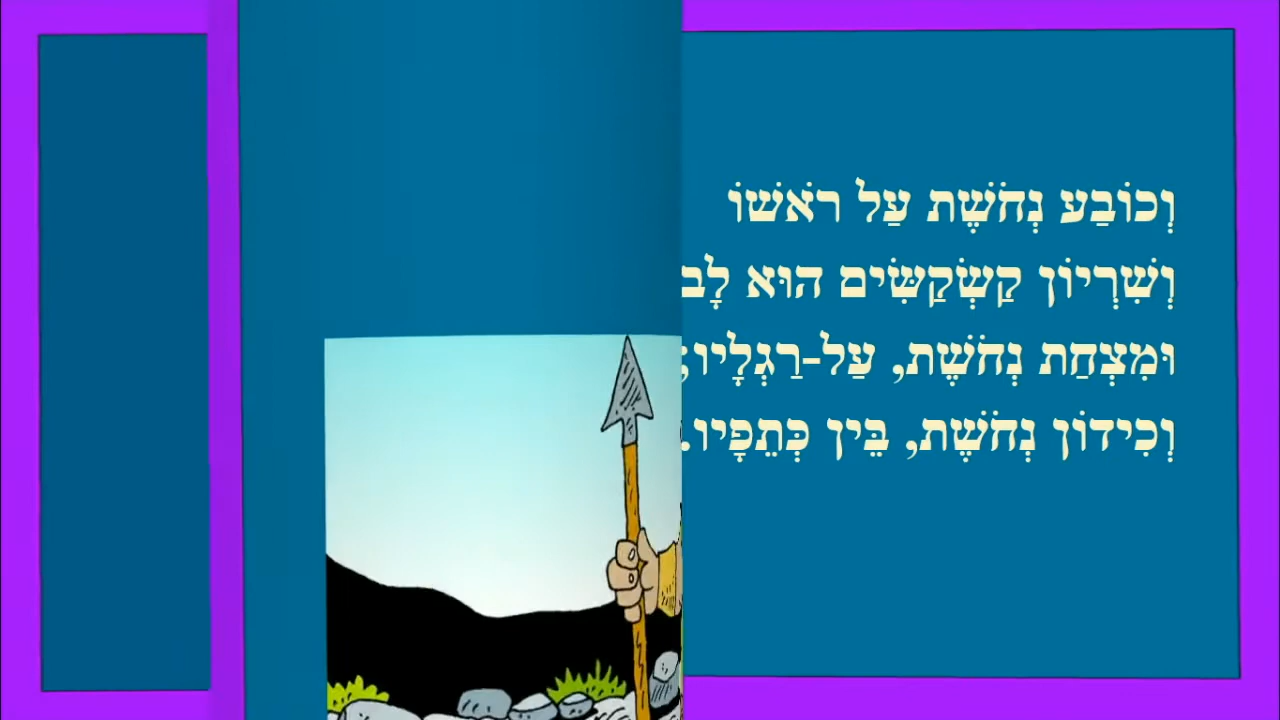 וְכוֹבַע נְחֹשֶׁת עַל רֹאשׁוֹ
וְשִׁרְיוֹן קַשְׂקַשִּׂים הוּא
וּמִצְחַת נְחֹשֶׁת, עַל-רַגְלָיו;
וְכִידוֹן נְחֹשֶׁת, בֵּין כְּתֵפָיו.